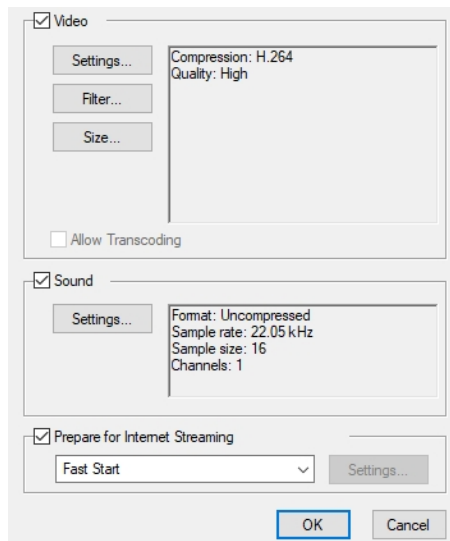 Video
Settings...
Compression: H.264
Quality: High
Filter...
Size...
Allow Transcoding
Sound
Settings...
Format: Uncompressed
Sample rate: 22.05 kHz
Sample size: 16
Channels: 1
Prepare for Internet Streaming
Fast Start
Settings...
OK
Cancel